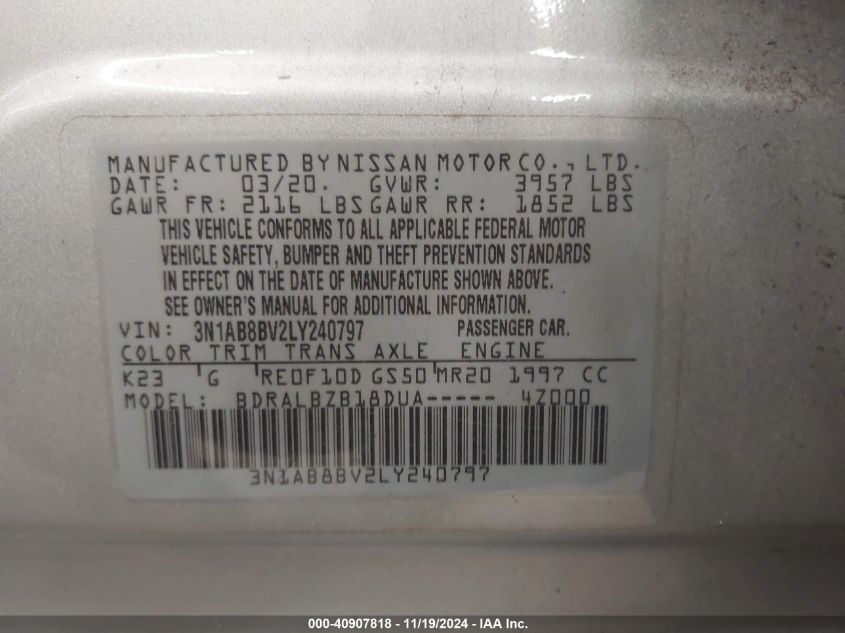 MANUFACTURED BY NISSAN MOTOR CO., LTD.
DATE: 03/20. GVWR: 3957 LBS
GAWR FR: 2116 LBS GAWR RR: 1852 LBS
THIS VEHICLE CONFORMS TO ALL APPLICABLE FEDERAL MOTOR
VEHICLE SAFETY, BUMPER AND THEFT PREVENTION STANDARDS
IN EFFECT ON THE DATE OF MANUFACTURE SHOWN ABOVE.
SEE OWNER'S MANUAL FOR ADDITIONAL INFORMATION.
VIN: 3N1AB8BV2LY240797 PASSENGER CAR.
COLOR TRIM TRANS AXLE ENGINE
K23 G RE0F10D GS50 MR20 1997 CC
MODEL: BDRALBZB18DUA----- 4Z000
3N1AB8BV2LY240797
000-40907818 - 11/19/2024 - IAA Inc.